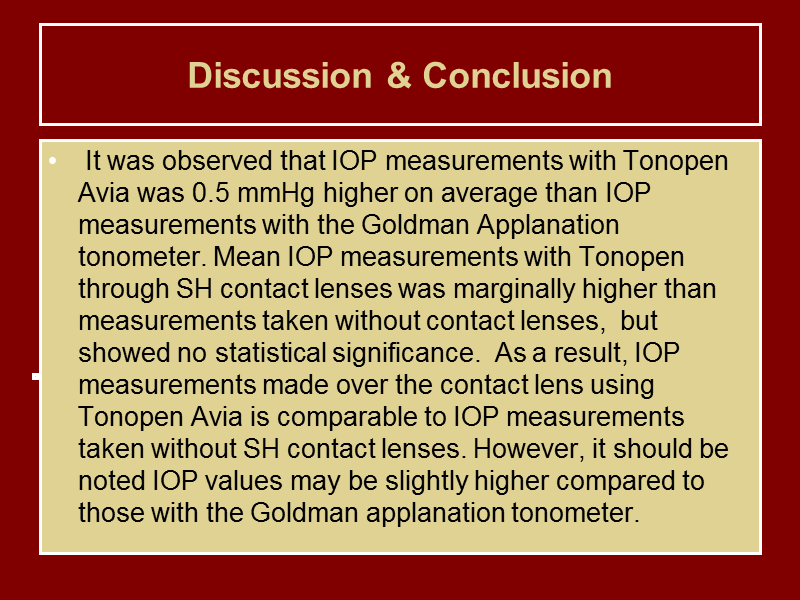 Discussion & Conclusion
• It was observed that IOP measurements with Tonopen
Avia was 0.5 mmHg higher on average than IOP
measurements with the Goldman Applanation
tonometer. Mean IOP measurements with Tonopen
through SH contact lenses was marginally higher than
measurements taken without contact lenses,  but
showed no statistical significance.  As a result, IOP
measurements made over the contact lens using
Tonopen Avia is comparable to IOP measurements
taken without SH contact lenses. However, it should be
noted IOP values may be slightly higher compared to
those with the Goldman applanation tonometer.